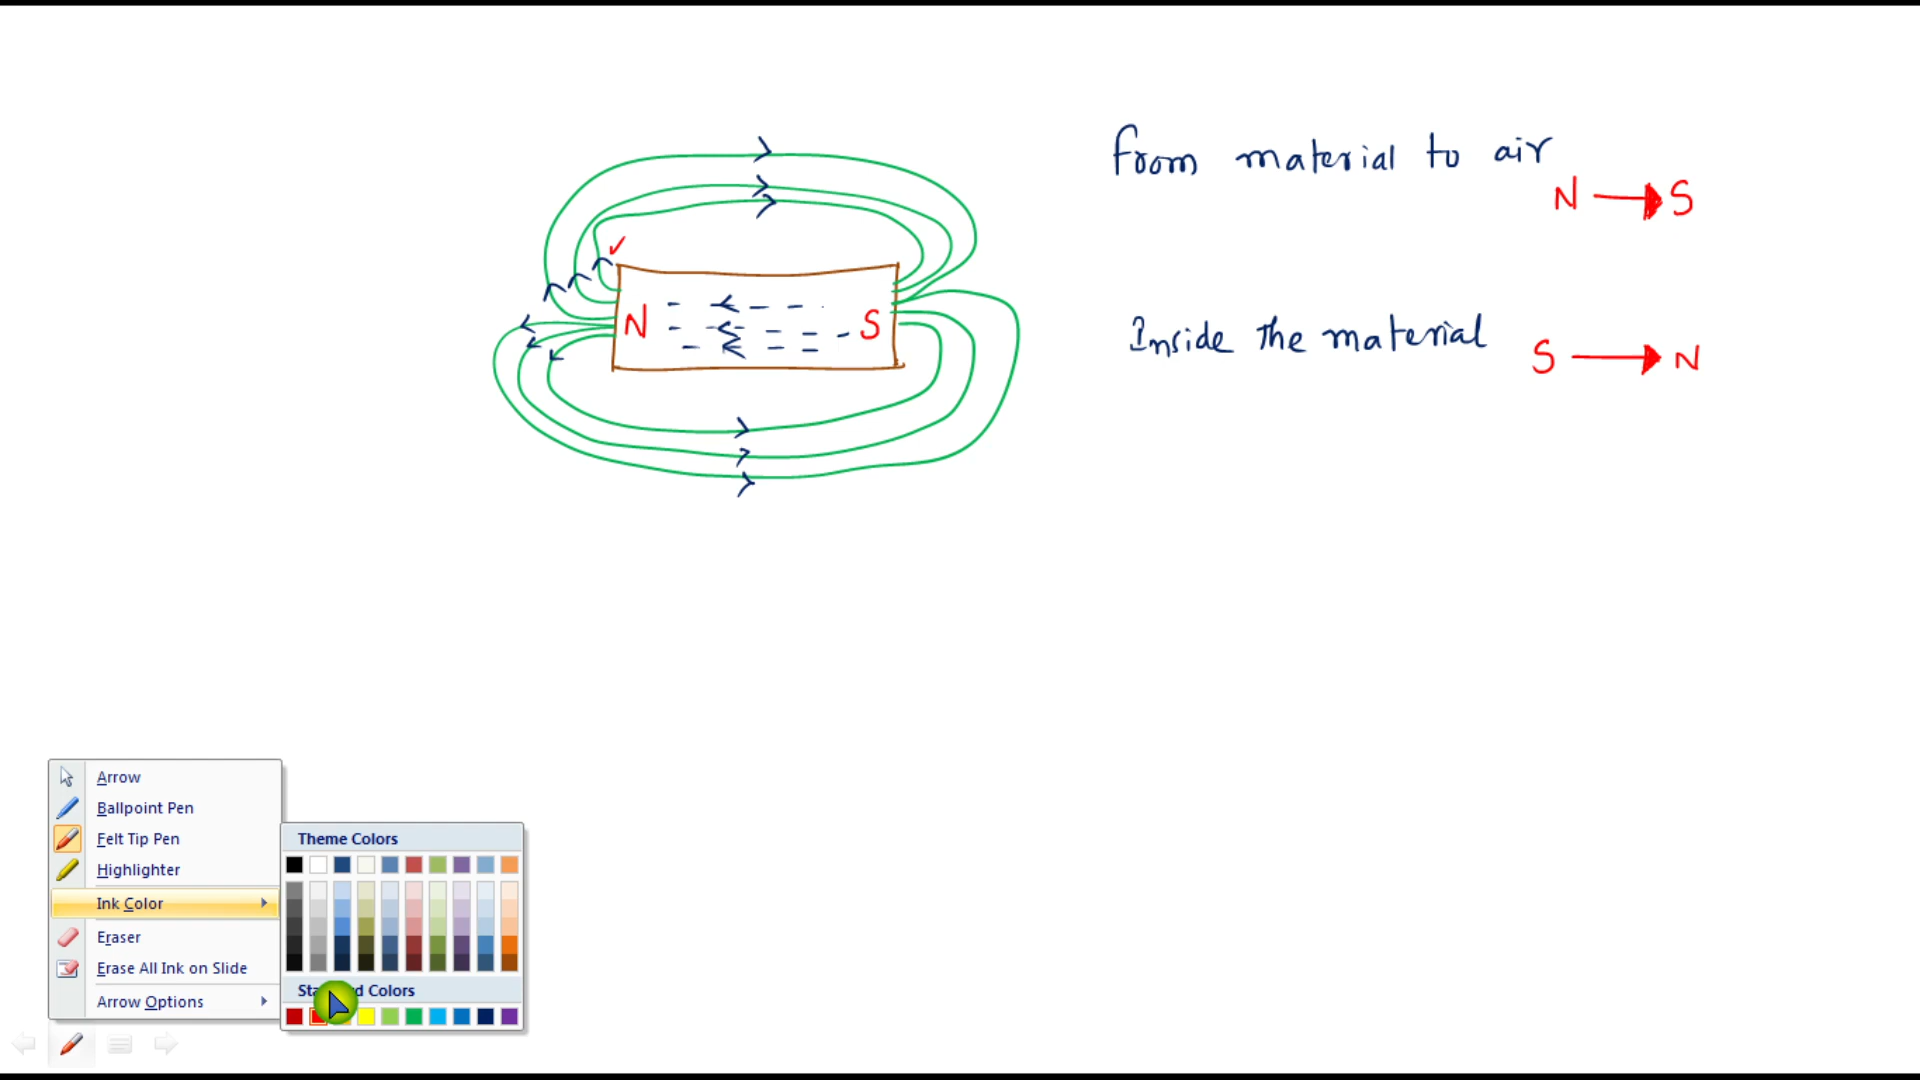 from material to air
N → S
N S
Inside the material S → N
Arrow
Ballpoint Pen
Felt Tip Pen
Highlighter
Ink Color
Eraser
Erase All Ink on Slide
Arrow Options
Theme Colors
Colors